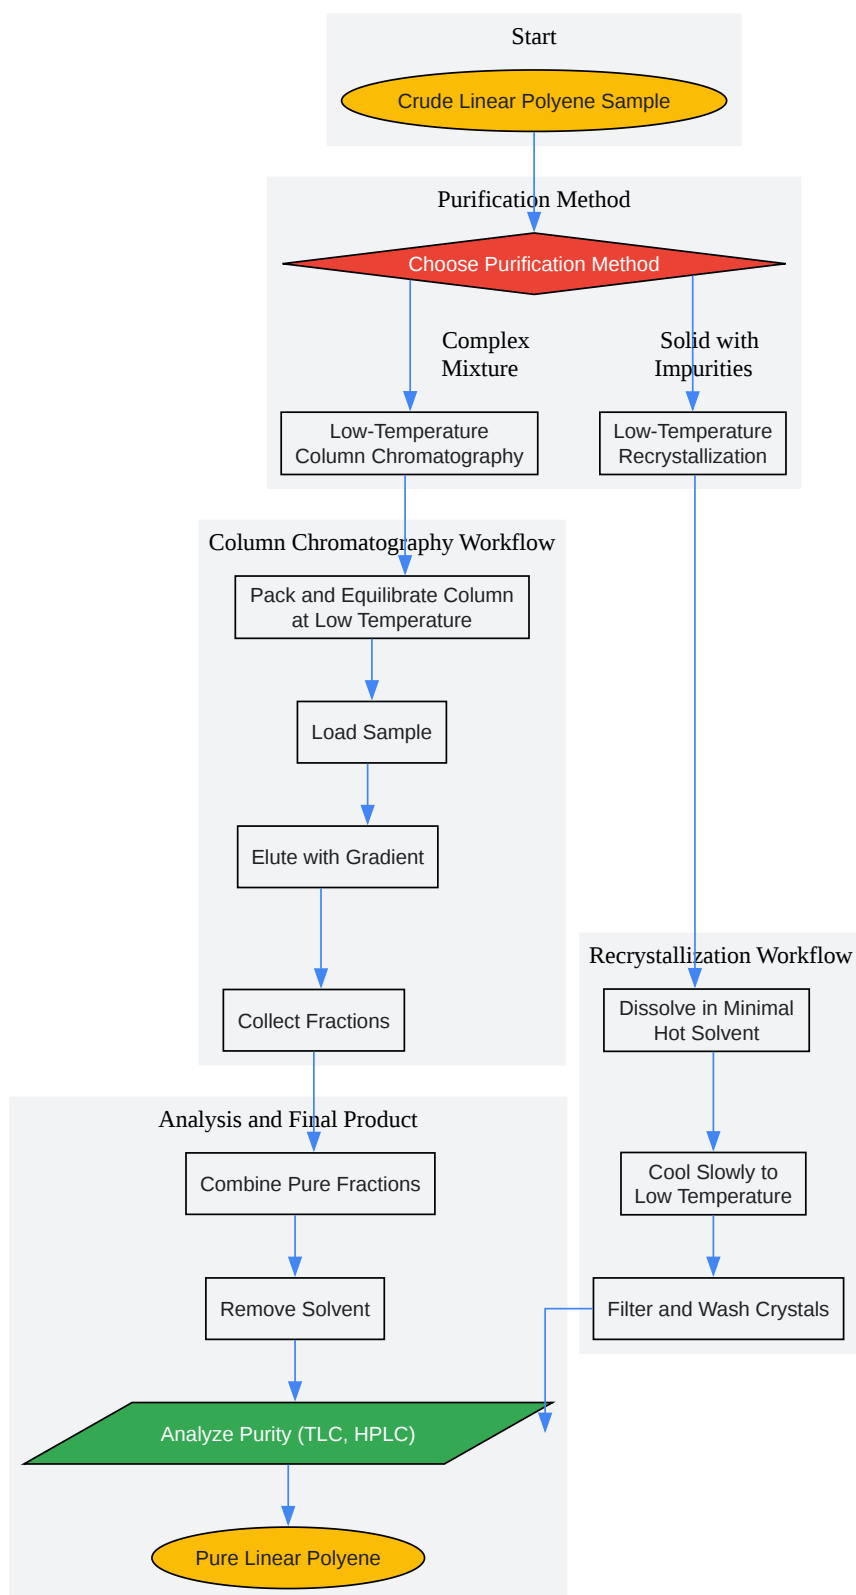 Start
Crude Linear Polyene Sample
Purification Method
Choose Purification Method
Complex
Mixture
Solid with
Impurities
Low-Temperature
Column Chromatography
Low-Temperature
Recrystallization
Column Chromatography Workflow
Pack and Equilibrate Column
at Low Temperature
Load Sample
Elute with Gradient
Collect Fractions
Recrystallization Workflow
Dissolve in Minimal
Hot Solvent
Cool Slowly to
Low Temperature
Filter and Wash Crystals
Analysis and Final Product
Combine Pure Fractions
Remove Solvent
Analyze Purity (TLC, HPLC)
Pure Linear Polyene